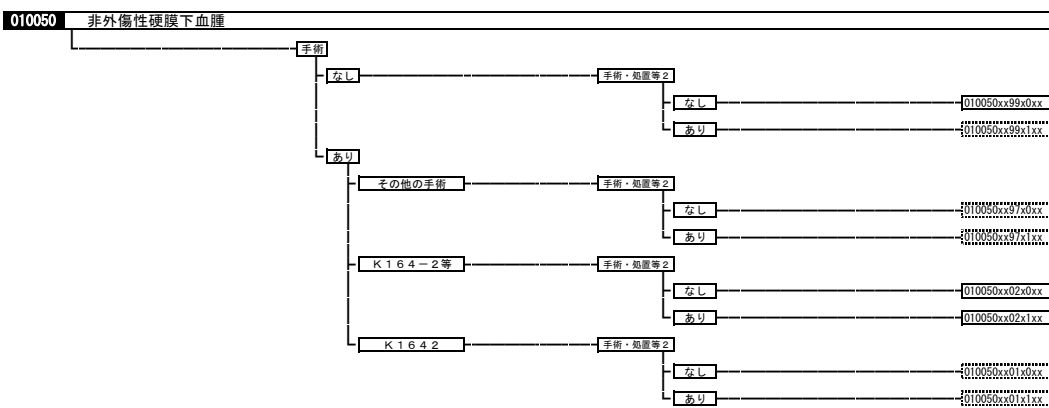 010050 非外傷性硬膜下血腫
手術
なし 手術・処置等２
なし 010050xx99x0xx
あり 010050xx99x1xx
あり
その他の手術 手術・処置等２
なし 010050xx97x0xx
あり 010050xx97x1xx
Ｋ１６４－２等 手術・処置等２
なし 010050xx02x0xx
あり 010050xx02x1xx
Ｋ１６４２ 手術・処置等２
なし 010050xx01x0xx
あり 010050xx01x1xx